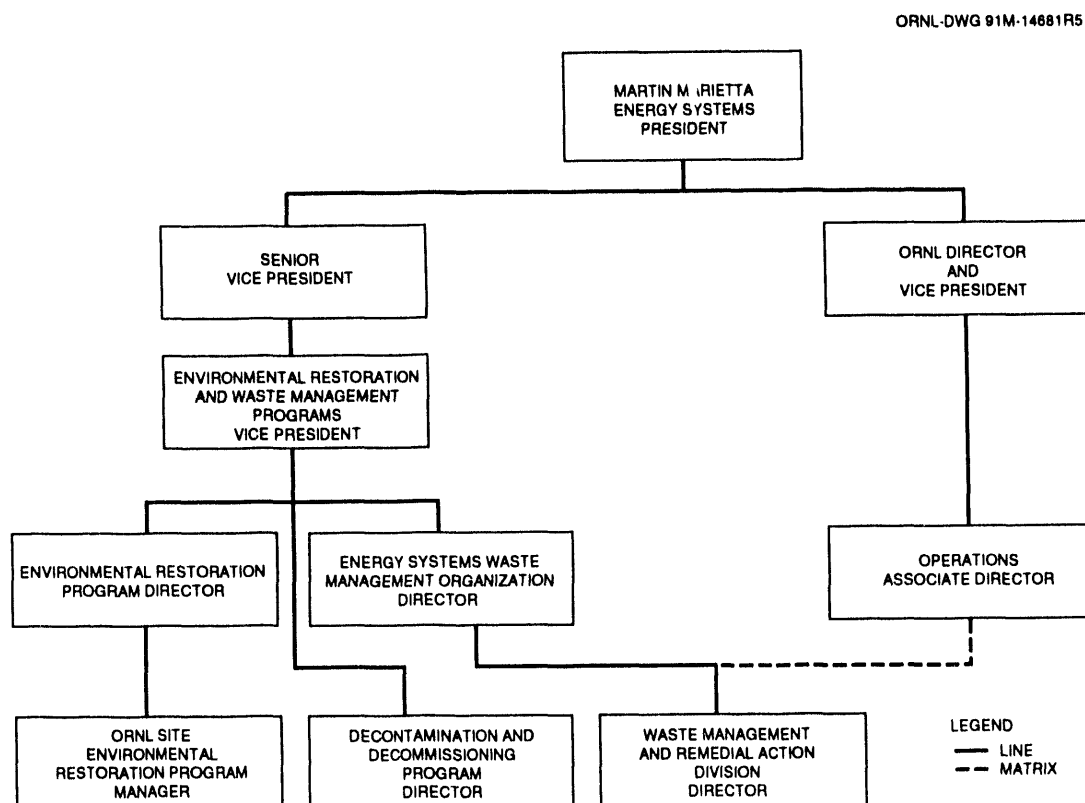 ORNL-DWG 91M-14681R5
MARTIN M RIETTA
ENERGY SYSTEMS
PRESIDENT
SENIOR
VICE PRESIDENT
ORNL DIRECTOR
AND
VICE PRESIDENT
ENVIRONMENTAL RESTORATION
AND WASTE MANAGEMENT
PROGRAMS
VICE PRESIDENT
ENVIRONMENTAL RESTORATION
PROGRAM DIRECTOR
ENERGY SYSTEMS WASTE
MANAGEMENT ORGANIZATION
DIRECTOR
OPERATIONS
ASSOCIATE DIRECTOR
ORNL SITE
ENVIRONMENTAL
RESTORATION PROGRAM
MANAGER
DECONTAMINATION AND
DECOMMISSIONING
PROGRAM
DIRECTOR
WASTE MANAGEMENT
AND REMEDIAL ACTION
DIVISION
DIRECTOR
LEGEND
LINE
MATRIX